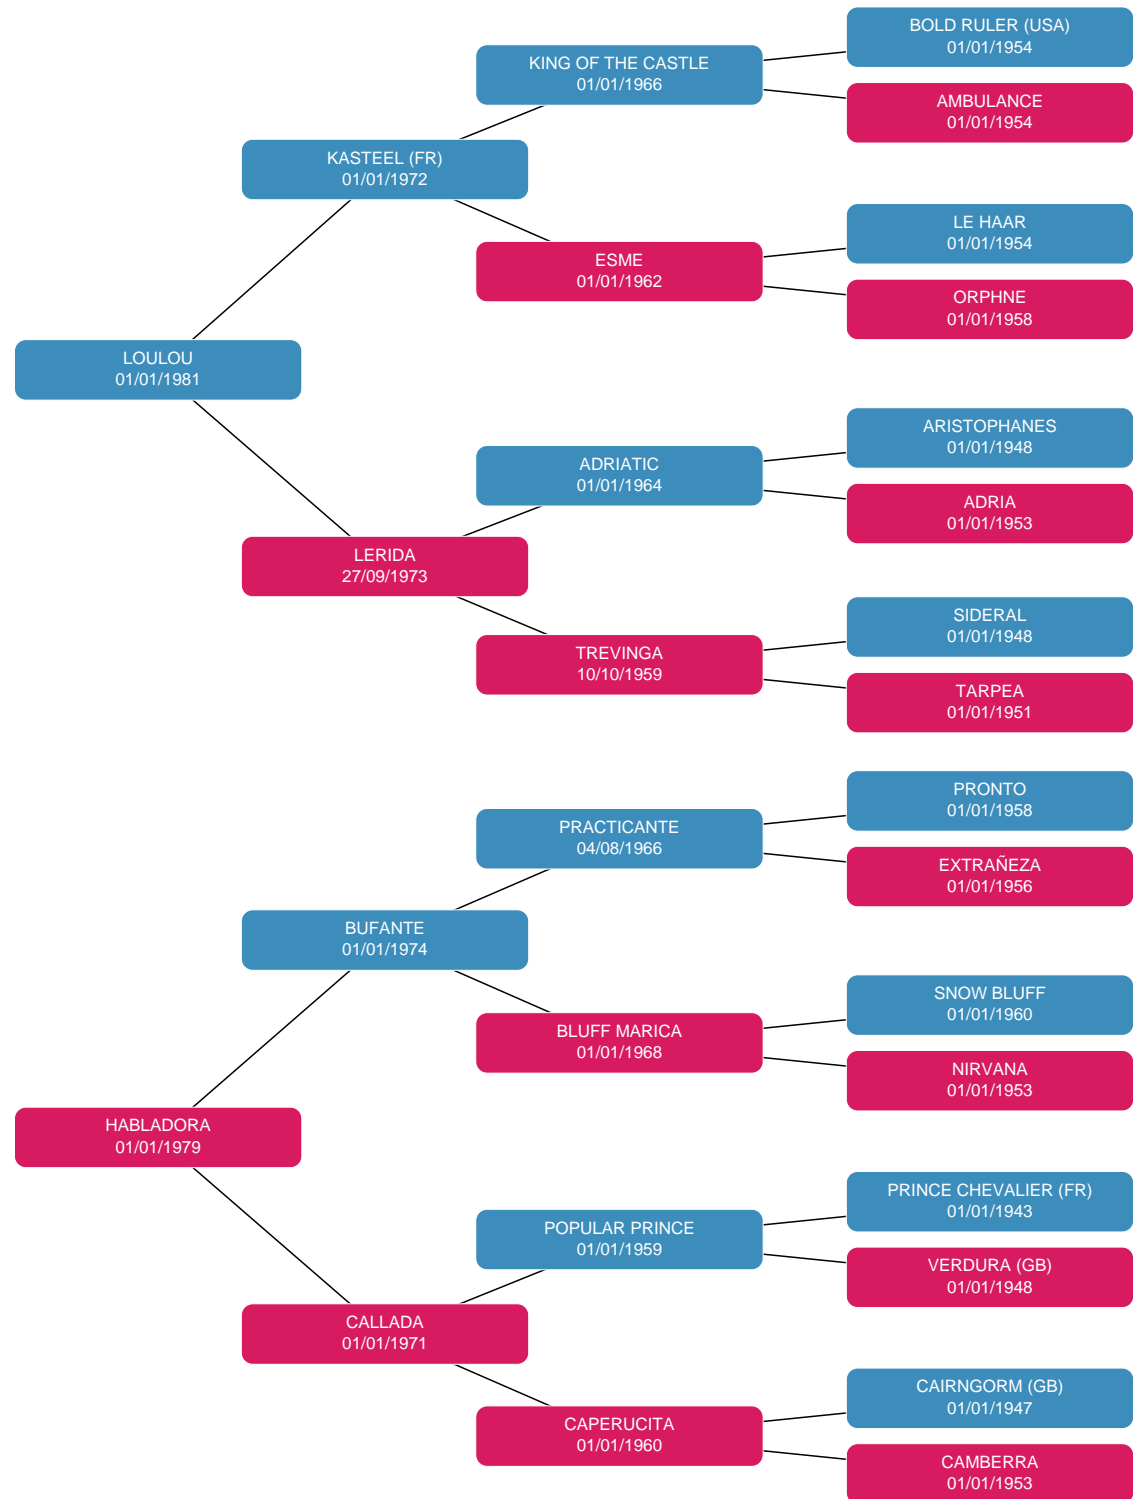 BOLD RULER (USA)
01/01/1954
KING OF THE CASTLE
01/01/1966
AMBULANCE
01/01/1954
KASTEEL (FR)
01/01/1972
LE HAAR
01/01/1954
ESME
01/01/1962
ORPHNE
01/01/1958
LOULOU
01/01/1981
ARISTOPHANES
01/01/1948
ADRIATIC
01/01/1964
ADRIA
01/01/1953
LERIDA
27/09/1973
SIDERAL
01/01/1948
TREVINGA
10/10/1959
TARPEA
01/01/1951
PRONTO
01/01/1958
PRACTICANTE
04/08/1966
EXTRAÑEZA
01/01/1956
BUFANTE
01/01/1974
SNOW BLUFF
01/01/1960
BLUFF MARICA
01/01/1968
NIRVANA
01/01/1953
HABLADORA
01/01/1979
PRINCE CHEVALIER (FR)
01/01/1943
POPULAR PRINCE
01/01/1959
VERDURA (GB)
01/01/1948
CALLADA
01/01/1971
CAIRNGORM (GB)
01/01/1947
CAPERUCITA
01/01/1960
CAMBERRA
01/01/1953